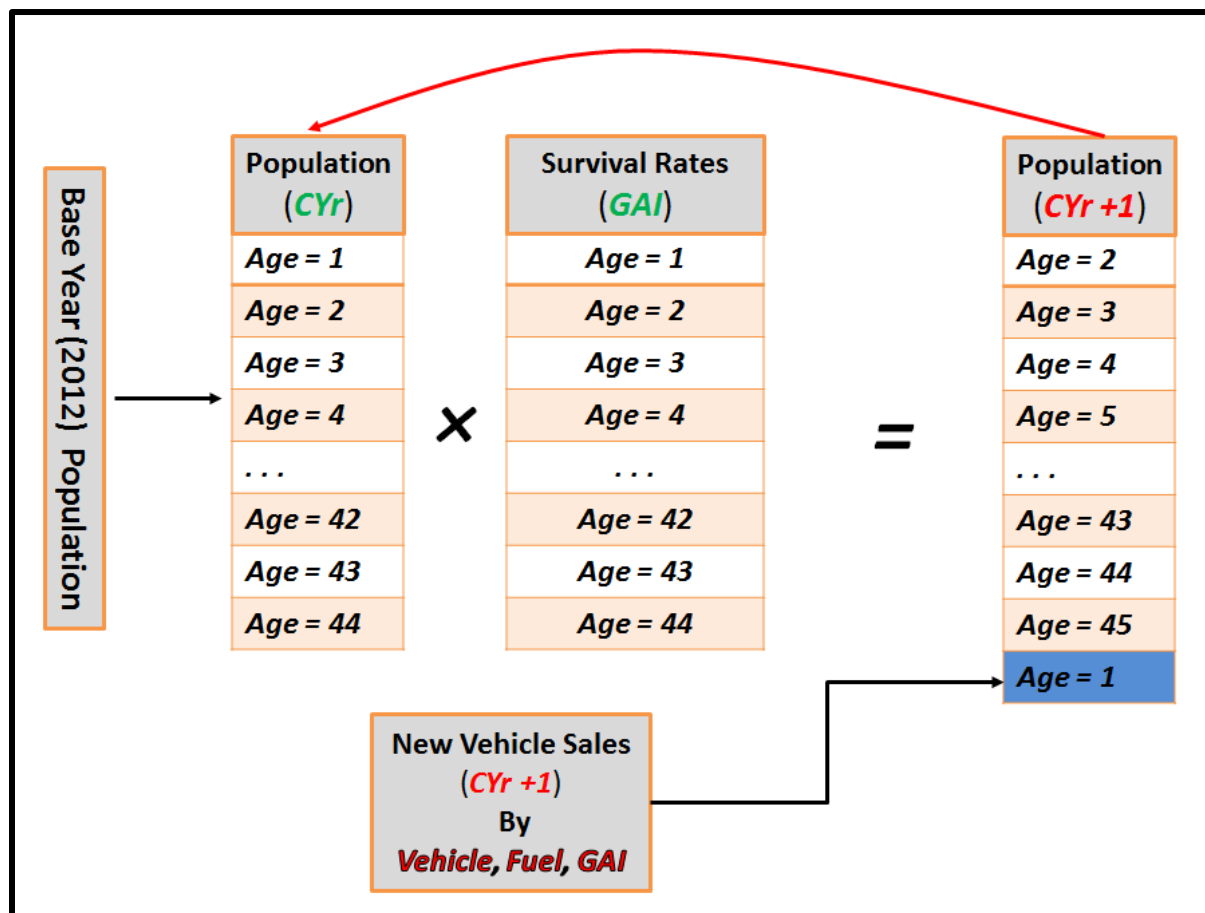 Base Year (2012) Population
Population
(CYr)
Age = 1
Age = 2
Age = 3
Age = 4
. . .
Age = 42
Age = 43
Age = 44
×
Survival Rates
(GAI)
Age = 1
Age = 2
Age = 3
Age = 4
. . .
Age = 42
Age = 43
Age = 44
=
Population
(CYr +1)
Age = 2
Age = 3
Age = 4
Age = 5
. . .
Age = 43
Age = 44
Age = 45
Age = 1
New Vehicle Sales
(CYr +1)
By
Vehicle, Fuel, GAI